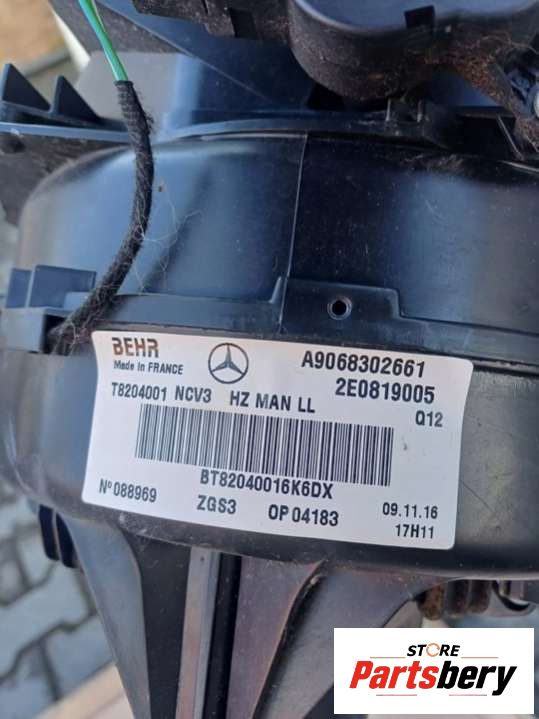 BEHR
Made in FRANCE
A9068302661
2E0819005
T8204001 NCV3 HZ MAN LL
Q12
BT82040016K6DX
Nº 088969
ZGS3 OP 04183
09.11.16
17H11
STORE
Partsbery